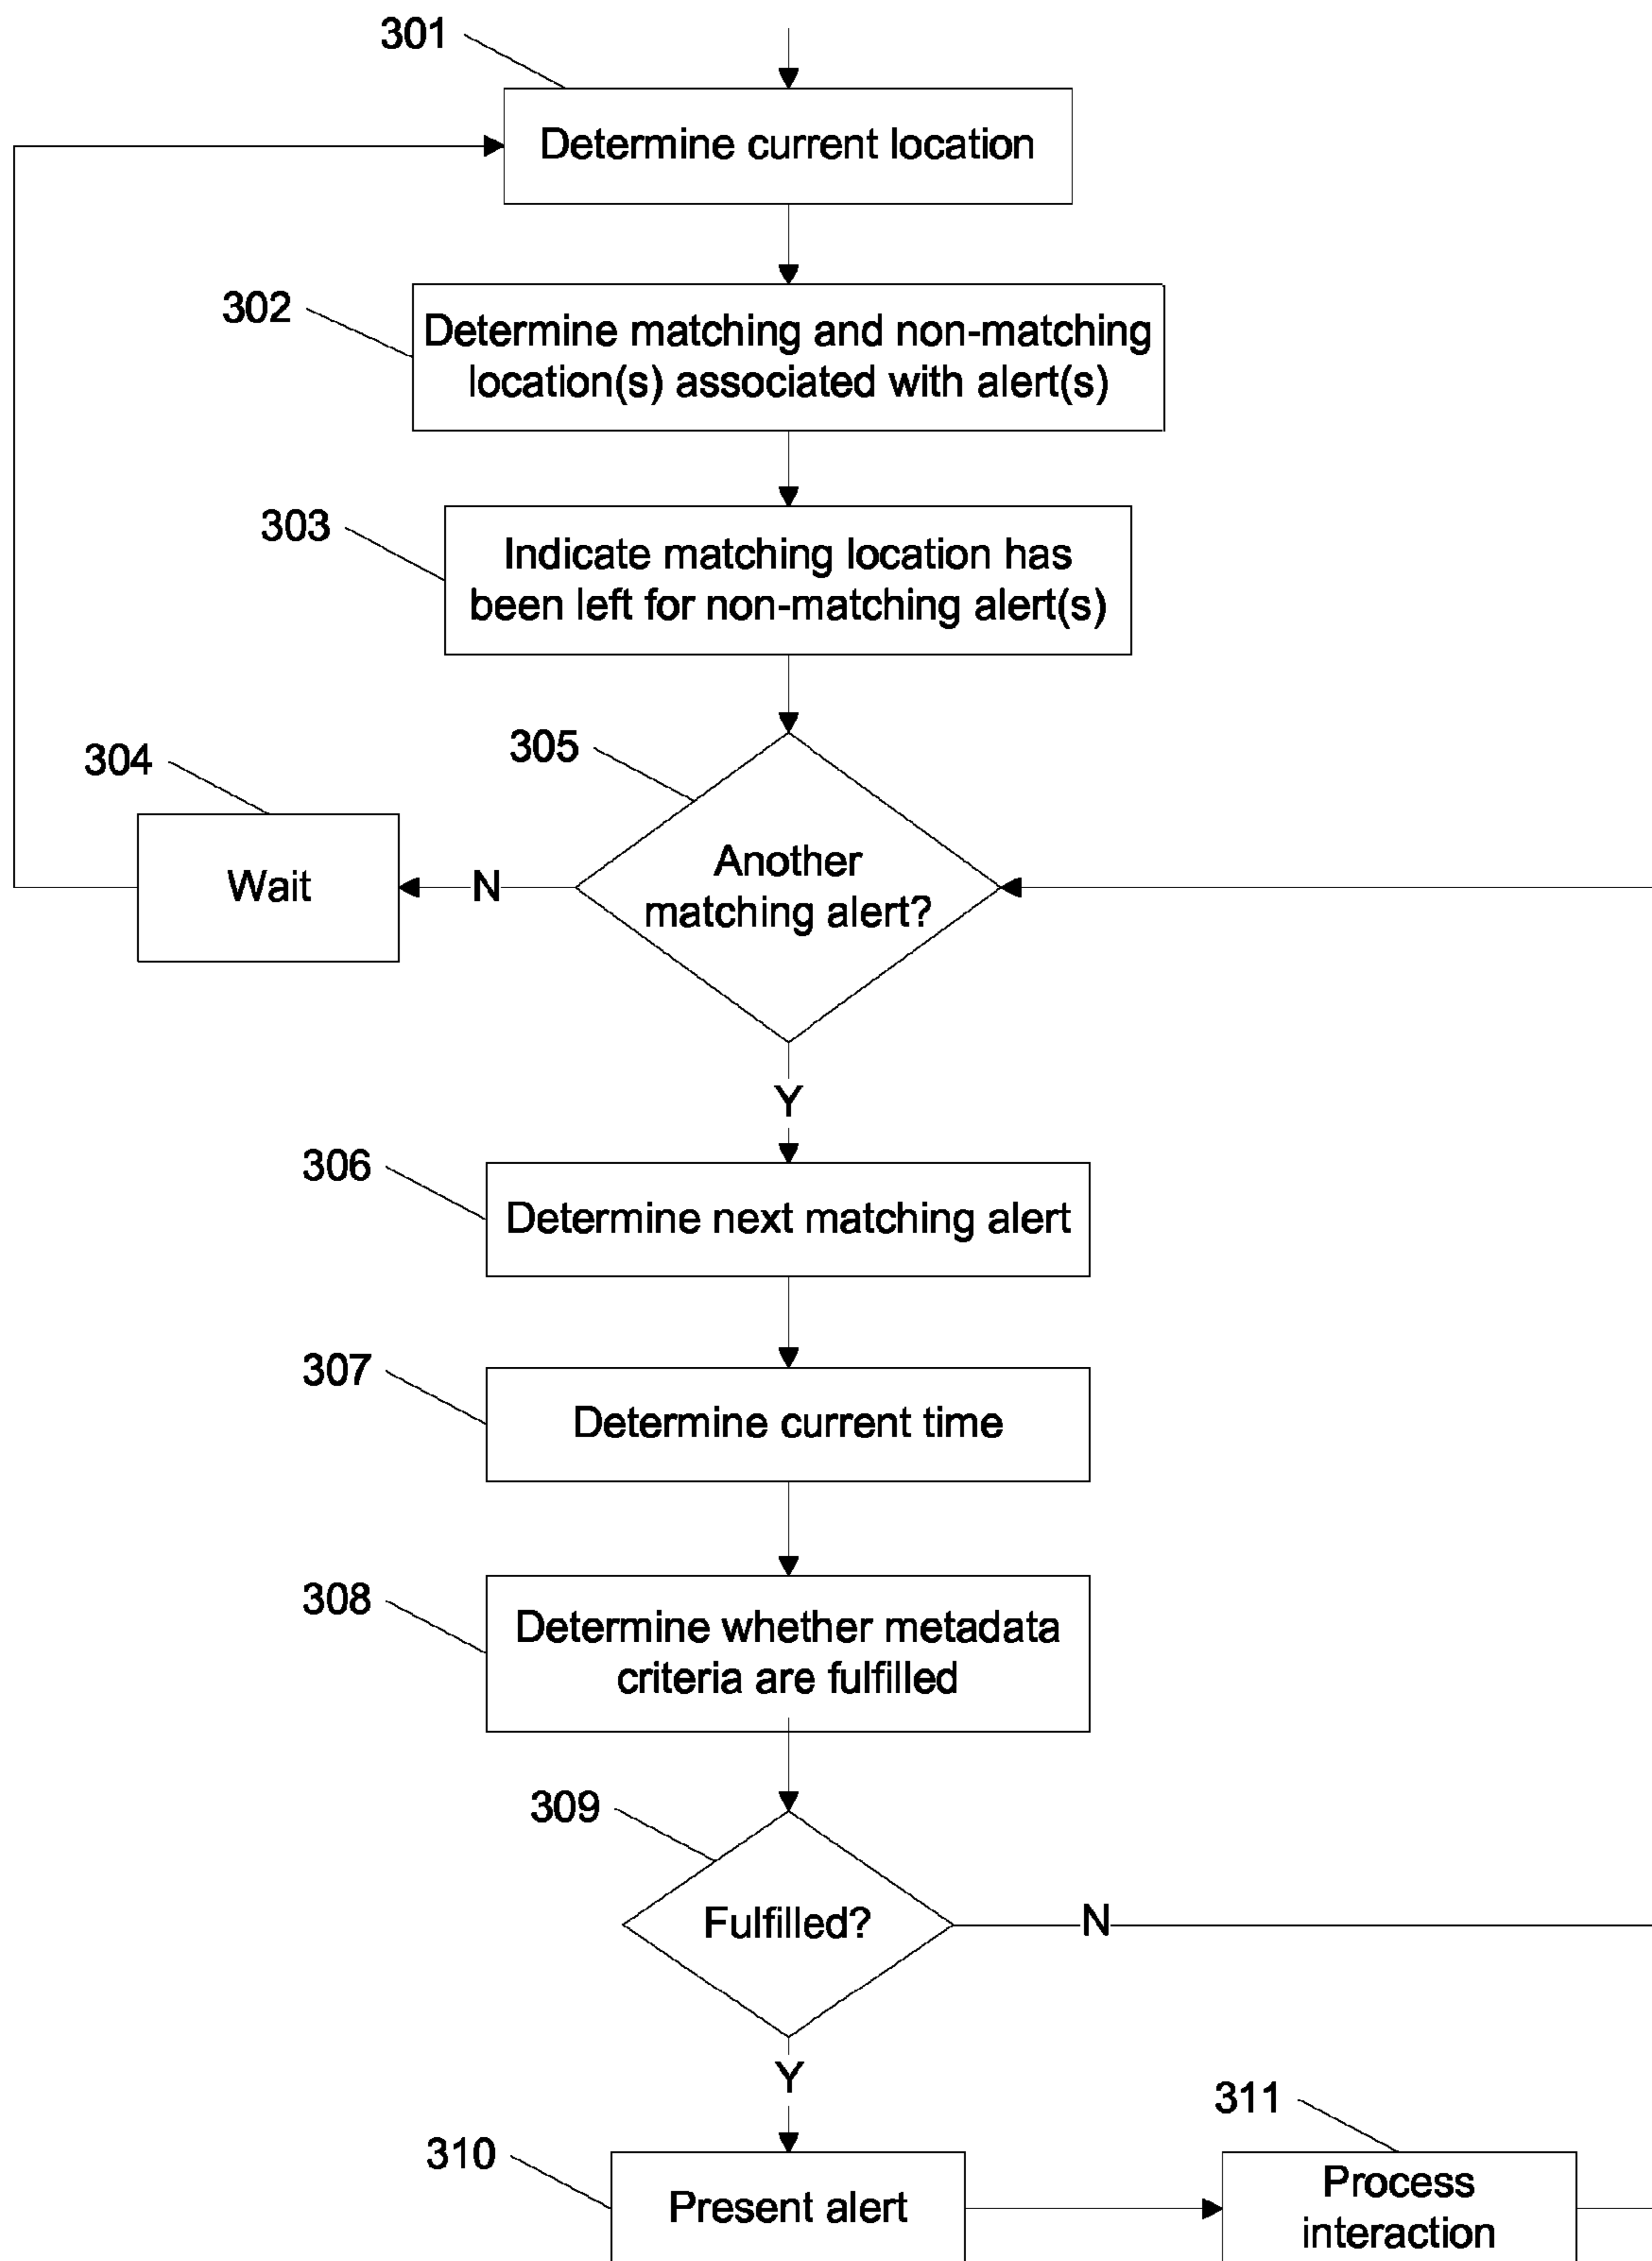 301
Determine current location
302
Determine matching and non-matching
location(s) associated with alert(s)
303
Indicate matching location has
been left for non-matching alert(s)
304
Wait
N
305
Another
matching alert?
Y
306
Determine next matching alert
307
Determine current time
308
Determine whether metadata
criteria are fulfilled
309
Fulfilled?
N
Y
310
Present alert
311
Process
interaction